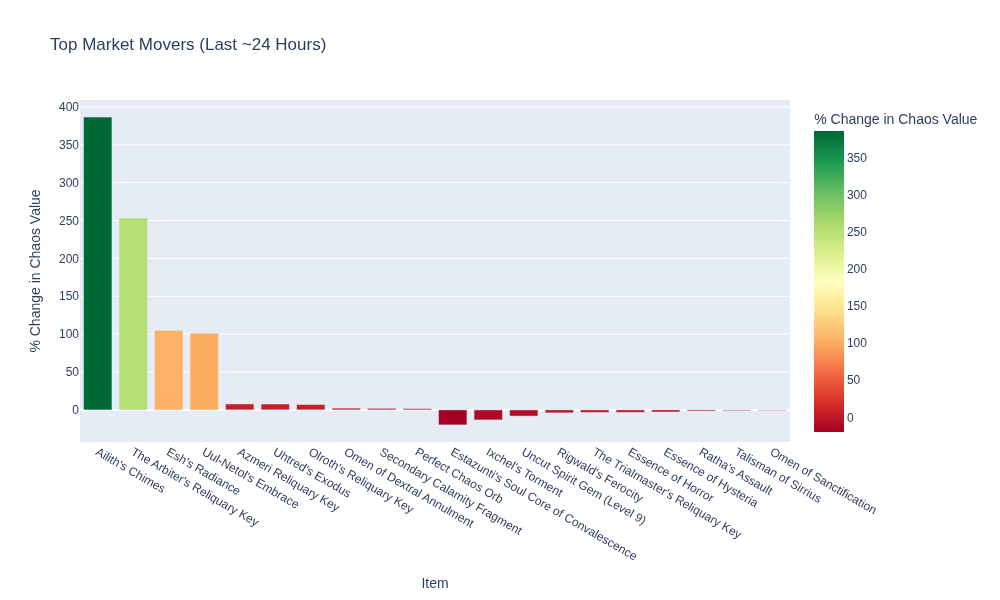 Top Market Movers (Last ~24 Hours)
% Change in Chaos Value
400
350
300
250
200
150
100
50
0
% Change in Chaos Value
350
300
250
200
150
100
50
0
Ailith's Chimes
The Arbiter's Reliquary Key
Esh's Radiance
Uul-Netol's Embrace
Azmeri Reliquary Key
Uhtred's Exodus
Olroth's Reliquary Key
Omen of Dextral Annulment
Secondary Calamity Fragment
Perfect Chaos Orb
Estazunti's Soul Core of Convalescence
Ixchel's Torment
Uncut Spirit Gem (Level 9)
Rigwald's Ferocity
The Trialmaster's Reliquary Key
Essence of Horror
Essence of Hysteria
Ratha's Assault
Talisman of Sirrius
Omen of Sanctification
Item